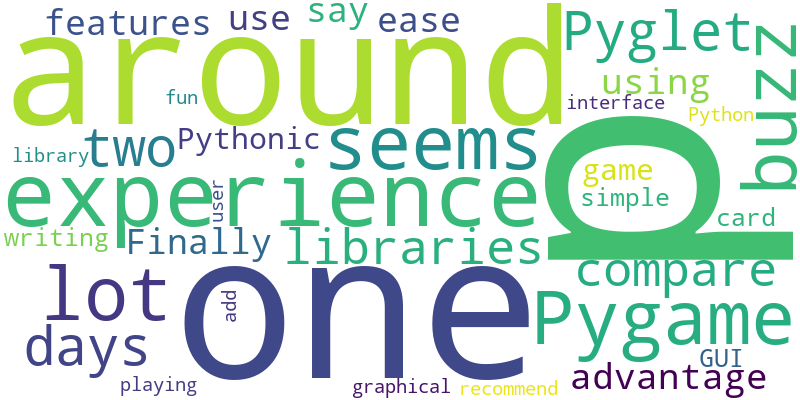 features
use
say
ease
Pyglet
around
buzz
using
fun
interface
Python
two
Pythonic
seems
library
p
game
simple
experience
user
card
writing
Finally
libraries
compare
lot
one
add
Pygame
days
GUI
playing
graphical
recommend
advantage